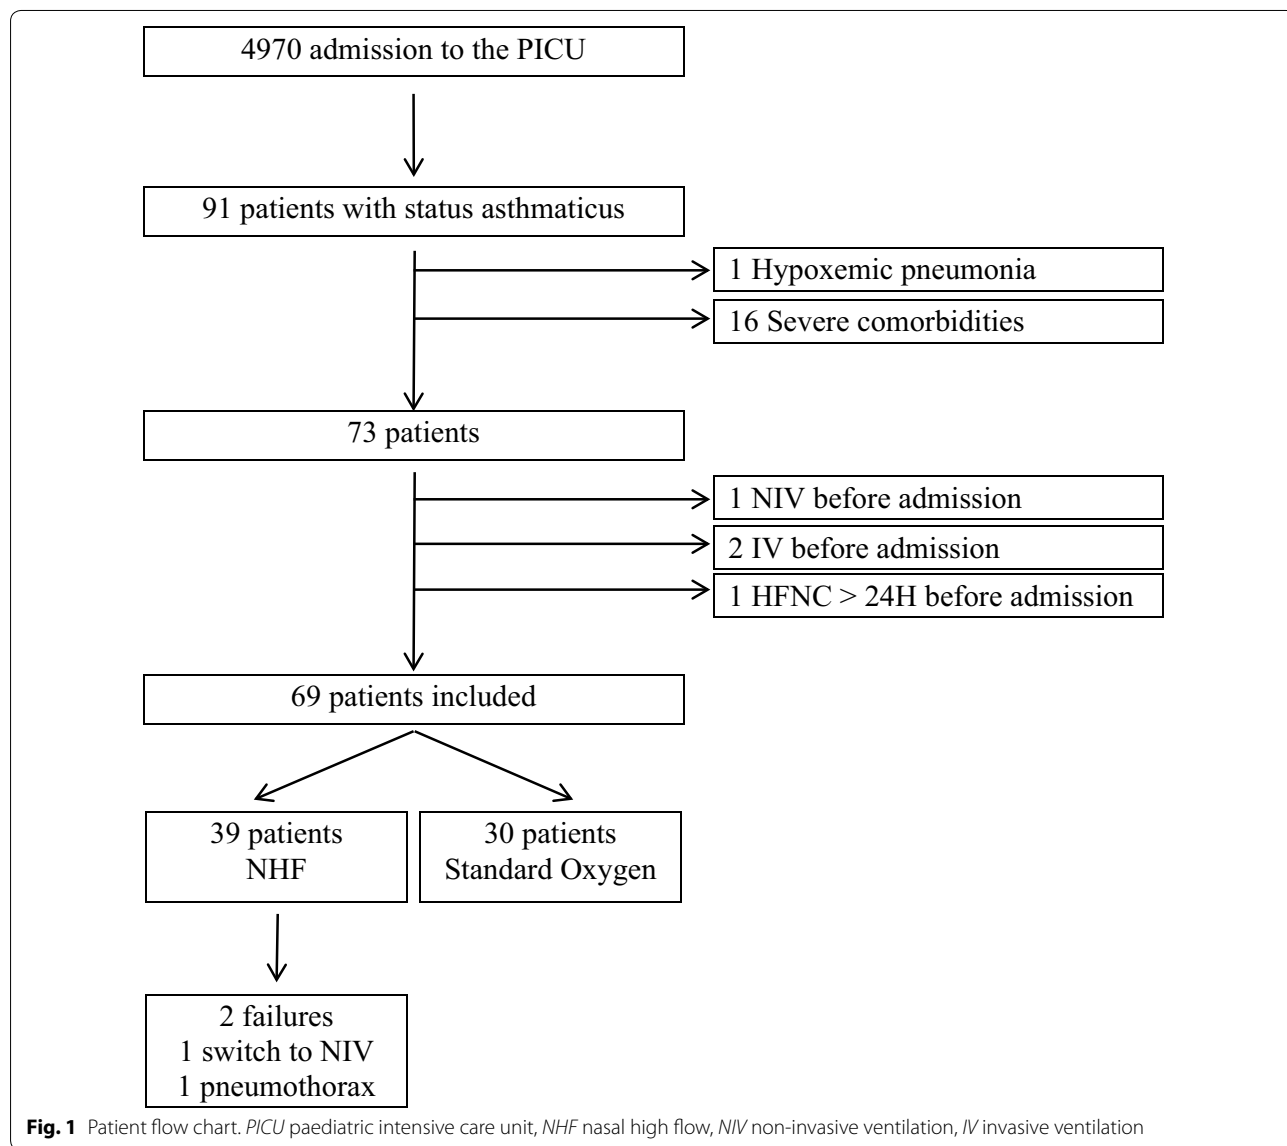 4970 admission to the PICU
91 patients with status asthmaticus
1 Hypoxemic pneumonia
16 Severe comorbidities
73 patients
1 NIV before admission
2 IV before admission
1 HFNC > 24H before admission
69 patients included
39 patients
NHF
30 patients
Standard Oxygen
2 failures
1 switch to NIV
1 pneumothorax
Fig. 1 Patient flow chart. PICU paediatric intensive care unit, NHF nasal high flow, NIV non-invasive ventilation, IV invasive ventilation